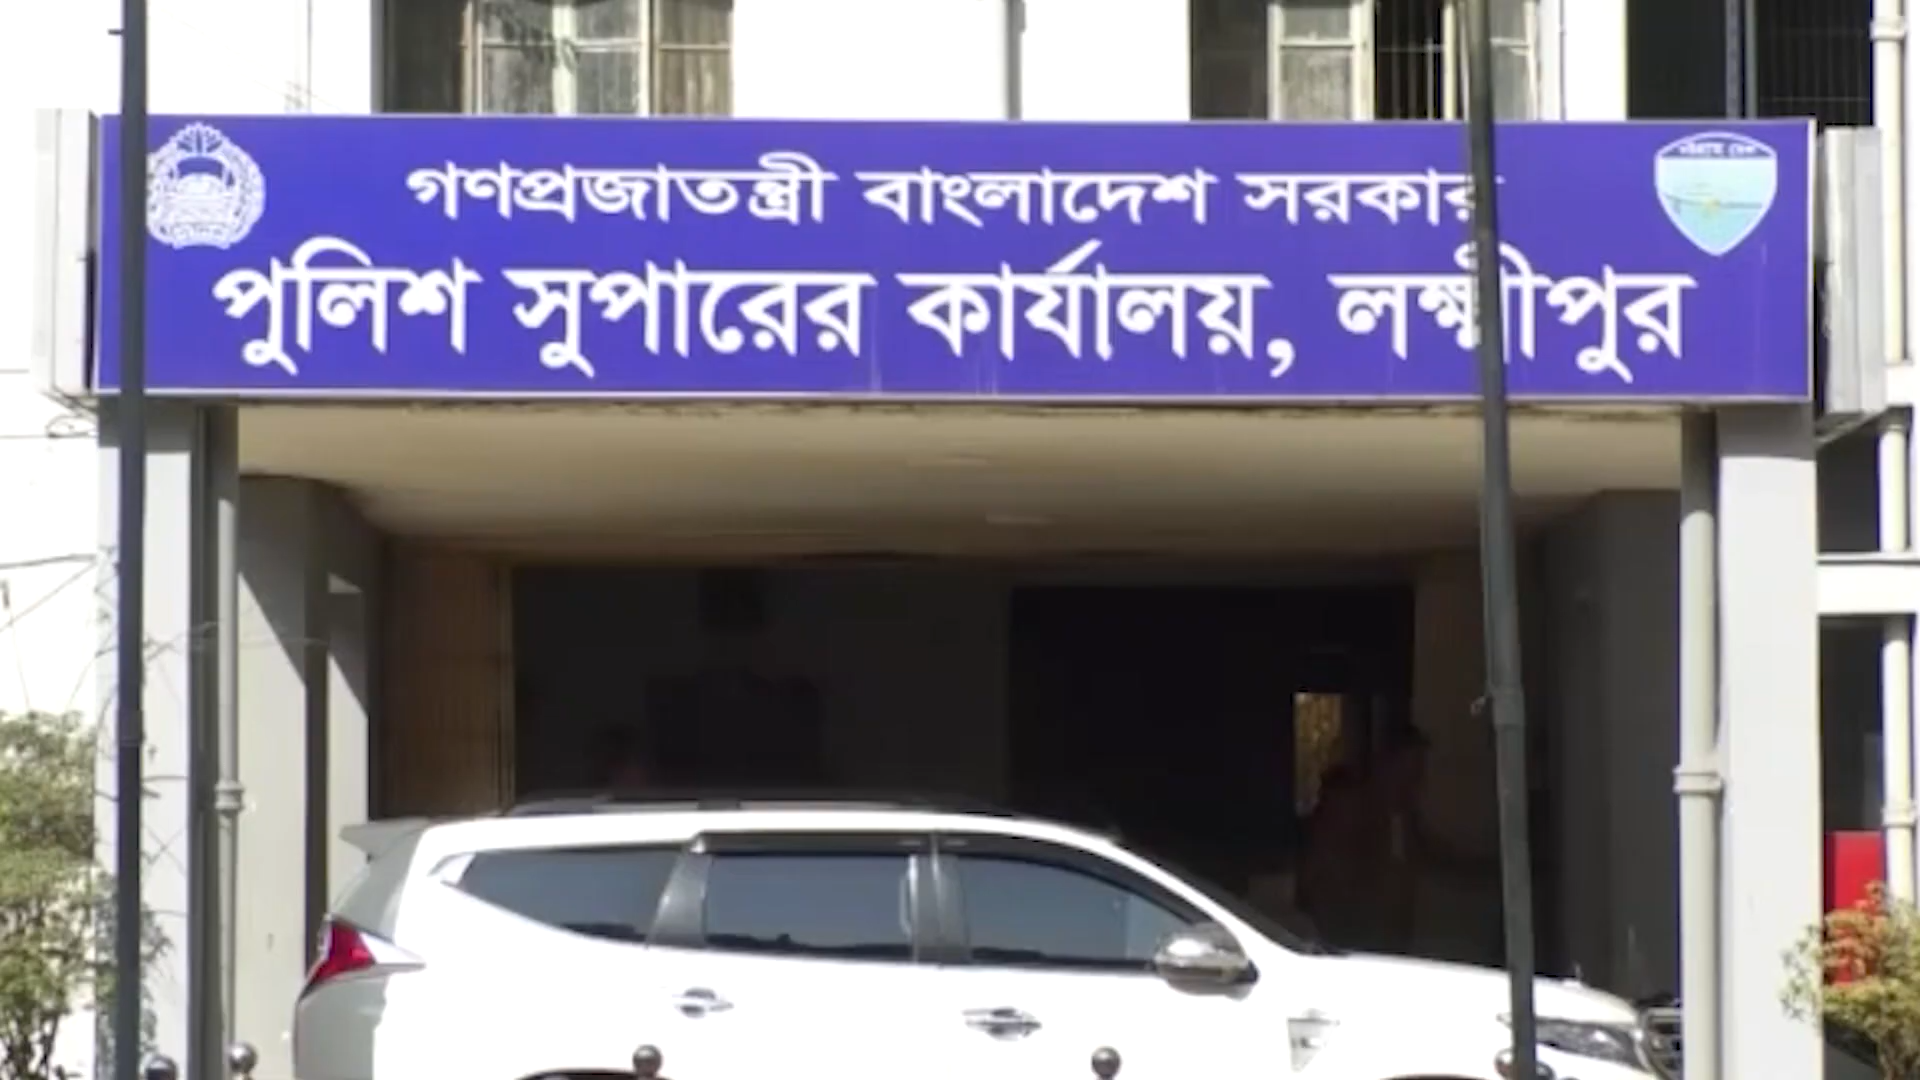 গণপ্রজাতন্ত্রী বাংলাদেশ সরকার
পুলিশ সুপারের কার্যালয়, লক্ষ্মীপুর